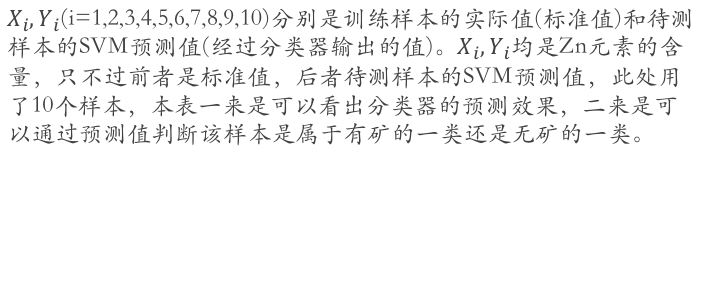 Xi,Yi(i=1,2,3,4,5,6,7,8,9,10)分别是训练样本的实际值(标准值)和待测
样本的SVM预测值(经过分类器输出的值)。Xi,Yi均是Zn元素的含
量，只不过前者是标准值，后者待测样本的SVM预测值，此处用
了10个样本，本表一来是可以看出分类器的预测效果，二来是可
以通过预测值判断该样本是属于有矿的一类还是无矿的一类。